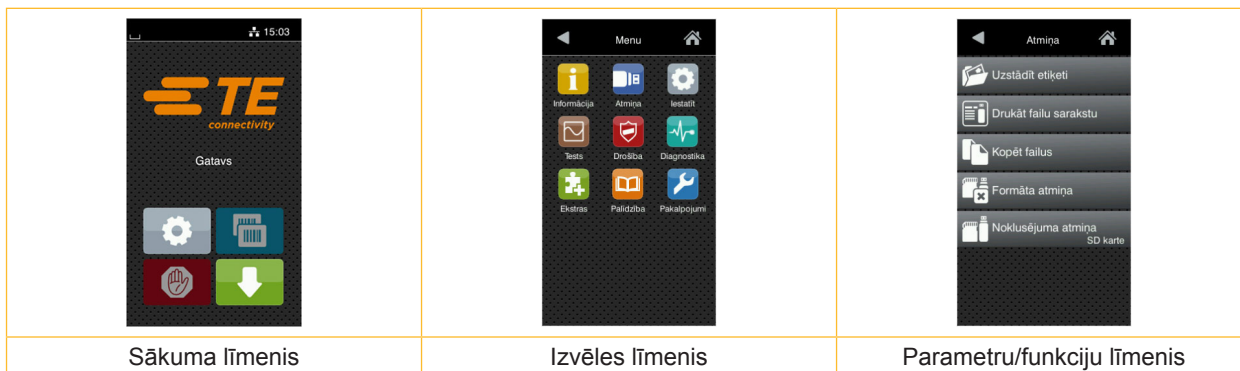 15:03
TE
connectivity
Gatavs
Menu
Informācija Atmiņa Iestatīt
Tests Drošība Diagnostika
Ekstras Palīdzība Pakalpojumi
Atmiņa
Uzstādīt etiķeti
Drukāt failu sarakstu
Kopēt failus
Formāta atmiņa
Noklusējuma atmiņa
SD karte
Sākuma līmenis
Izvēles līmenis
Parametru/funkciju līmenis